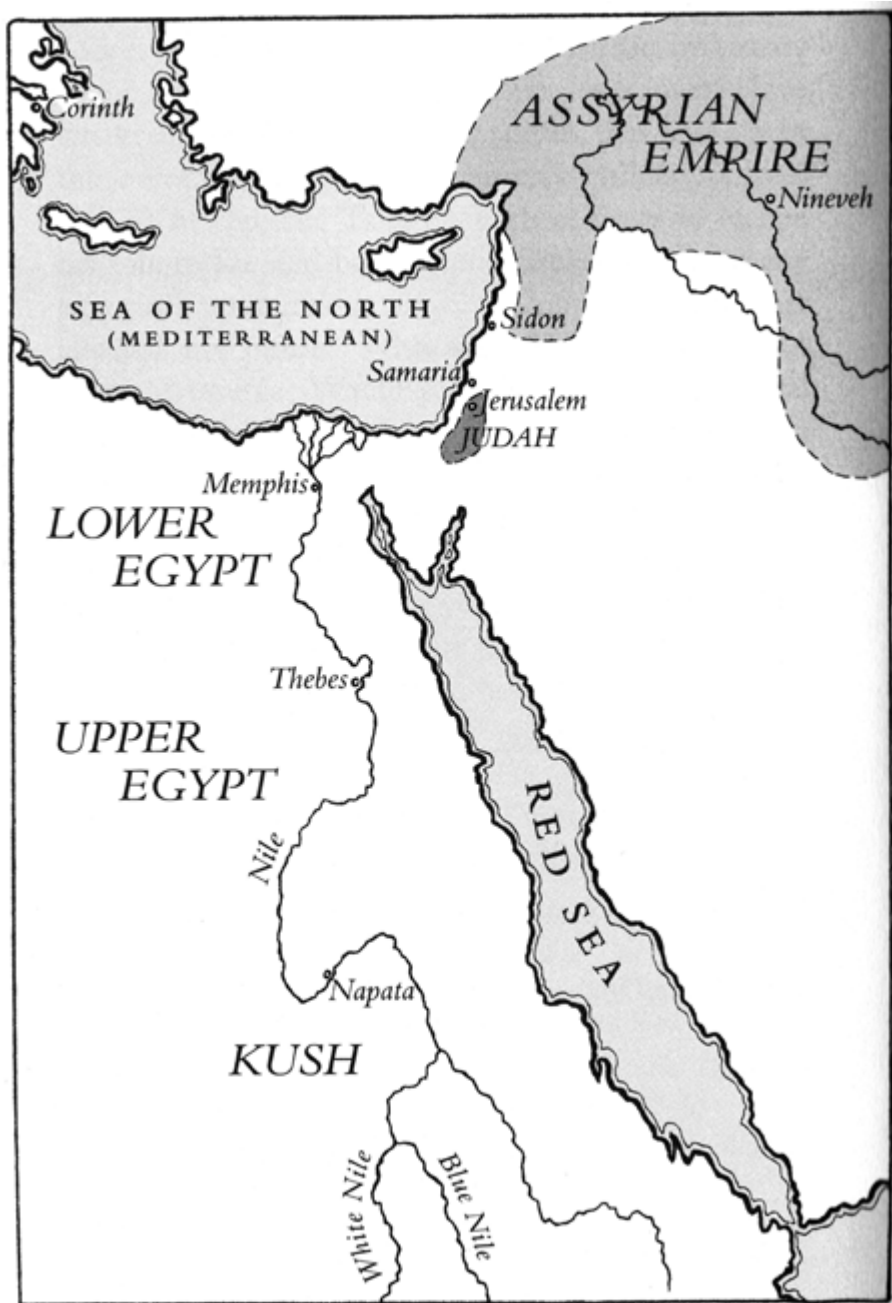 Corinth
ASSYRIAN
EMPIRE
Nineveh
SEA OF THE NORTH
(MEDITERRANEAN)
Sidon
Samaria
Jerusalem
JUDAH
Memphis
LOWER
EGYPT
Thebes
UPPER
EGYPT
Nile
RED SEA
Napata
KUSH
White Nile
Blue Nile